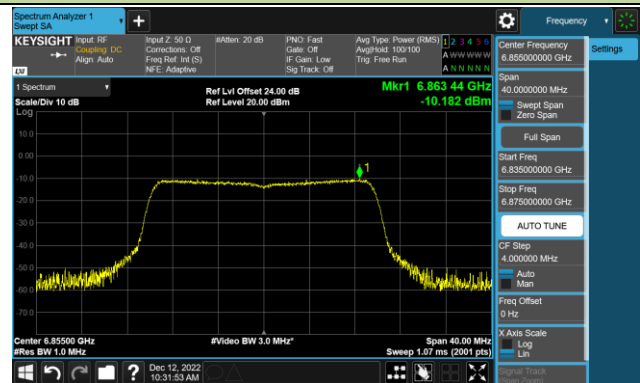 Spectrum Analyzer 1
Swept SA
Frequency
KEYSIGHT
Input: RF
Coupling: DC
Align: Auto
Input Z: 50 Ω
Corrections: Off
Freq Ref: Int (S)
NFE: Adaptive
#Atten: 20 dB
PNO: Fast
Gate: Off
IF Gain: Low
Sig Track: Off
Avg Type: Power (RMS)
Avg|Hold: 100/100
Trig: Free Run
1 2 3 4 5 6
A W W W W W
A N N N N N
LXI
1 Spectrum
Scale/Div 10 dB
Ref Lvl Offset 24.00 dB
Ref Level 20.00 dBm
Mkr1 6.863 44 GHz
-10.182 dBm
Log
10.0
0.00
-10.0
-20.0
-30.0
-40.0
-50.0
-60.0
-70.0
1
Center 6.85500 GHz
#Res BW 1.0 MHz
#Video BW 3.0 MHz*
Span 40.00 MHz
Sweep 1.07 ms (2001 pts)
Dec 12, 2022
10:31:53 AM
Center Frequency
6.855000000 GHz
Settings
Span
40.0000000 MHz
Swept Span
Zero Span
Full Span
Start Freq
6.835000000 GHz
Stop Freq
6.875000000 GHz
AUTO TUNE
CF Step
4.000000 MHz
Auto
Man
Freq Offset
0 Hz
X Axis Scale
Log
Lin
Signal Track
(Span Zoom)